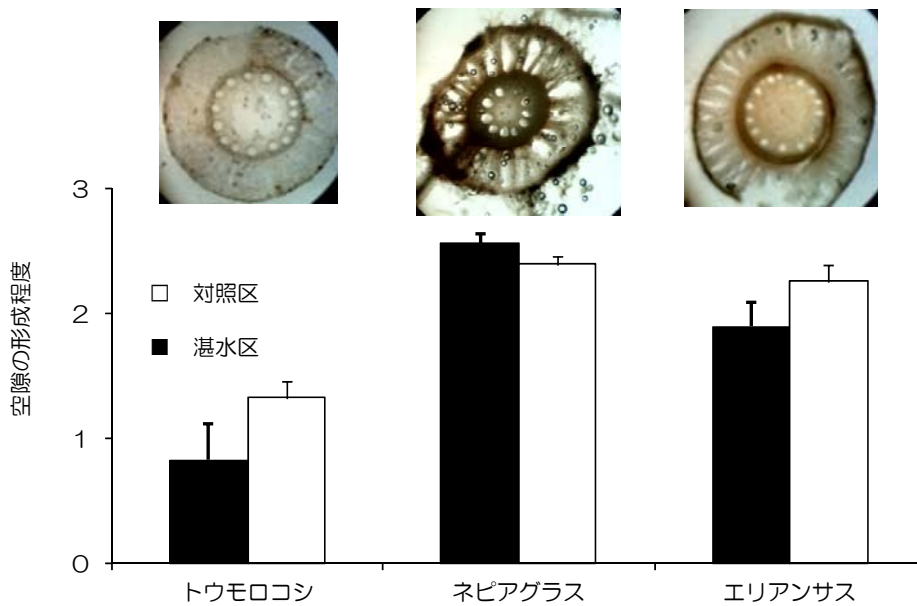 3
2
1
0
空隙の形成程度
対照区
湛水区
トウモロコシ
ネピアグラス
エリアンサス